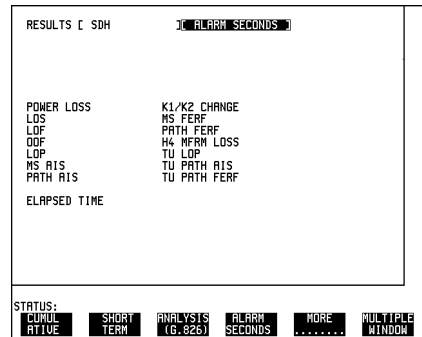 RESULTS [ SDH ][ ALARM SECONDS ]
POWER LOSS K1/K2 CHANGE
LOS MS FERF
LOF PATH FERF
OOF H4 MFRM LOSS
LOP TU LOP
MS AIS TU PATH AIS
PATH AIS TU PATH FERF
ELAPSED TIME
STATUS:
CUMUL SHORT ANALYSIS ALARM MORE MULTIPLE
ATIVE TERM (G.826) SECONDS ........ WINDOW